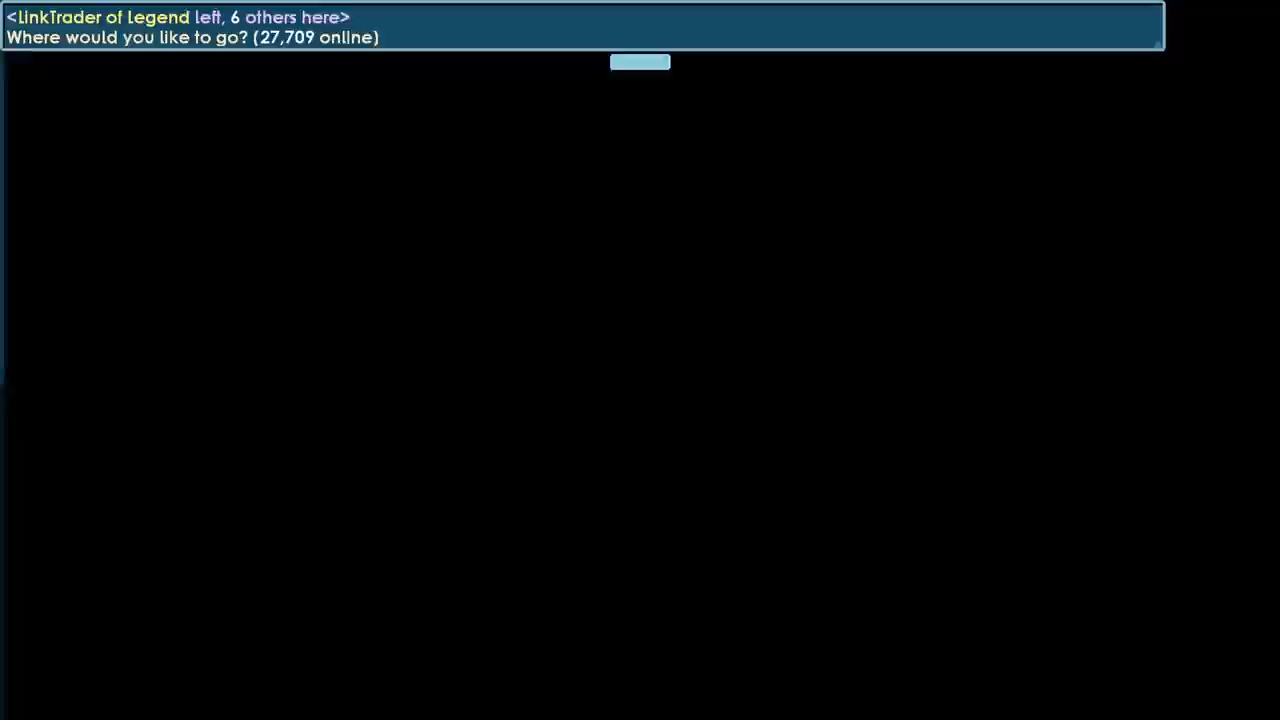 <LinkTrader of Legend left, 6 others here>
Where would you like to go? (27,709 online)